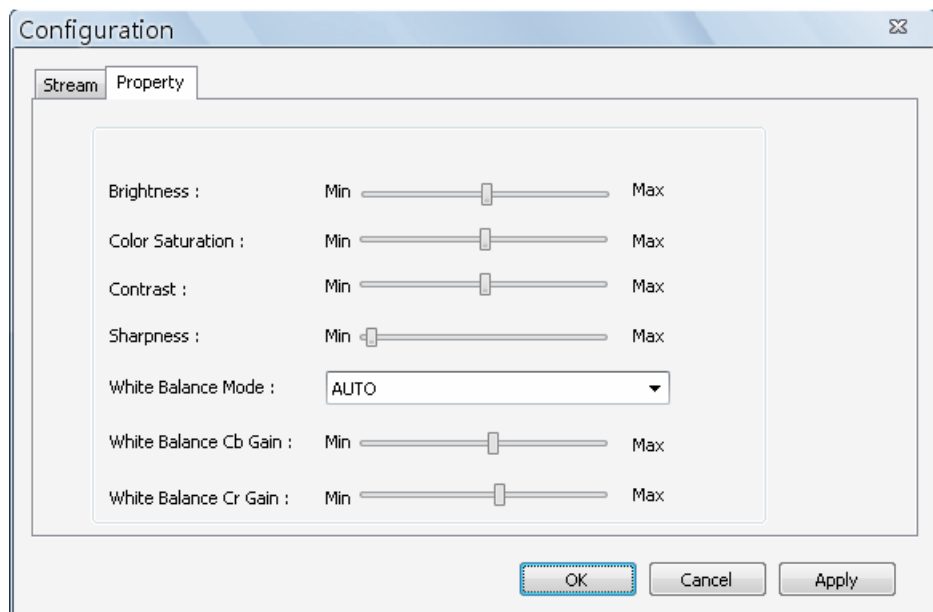 Configuration
Stream Property
Brightness : Min Max
Color Saturation : Min Max
Contrast : Min Max
Sharpness : Min Max
White Balance Mode : AUTO
White Balance Cb Gain : Min Max
White Balance Cr Gain : Min Max
OK Cancel Apply